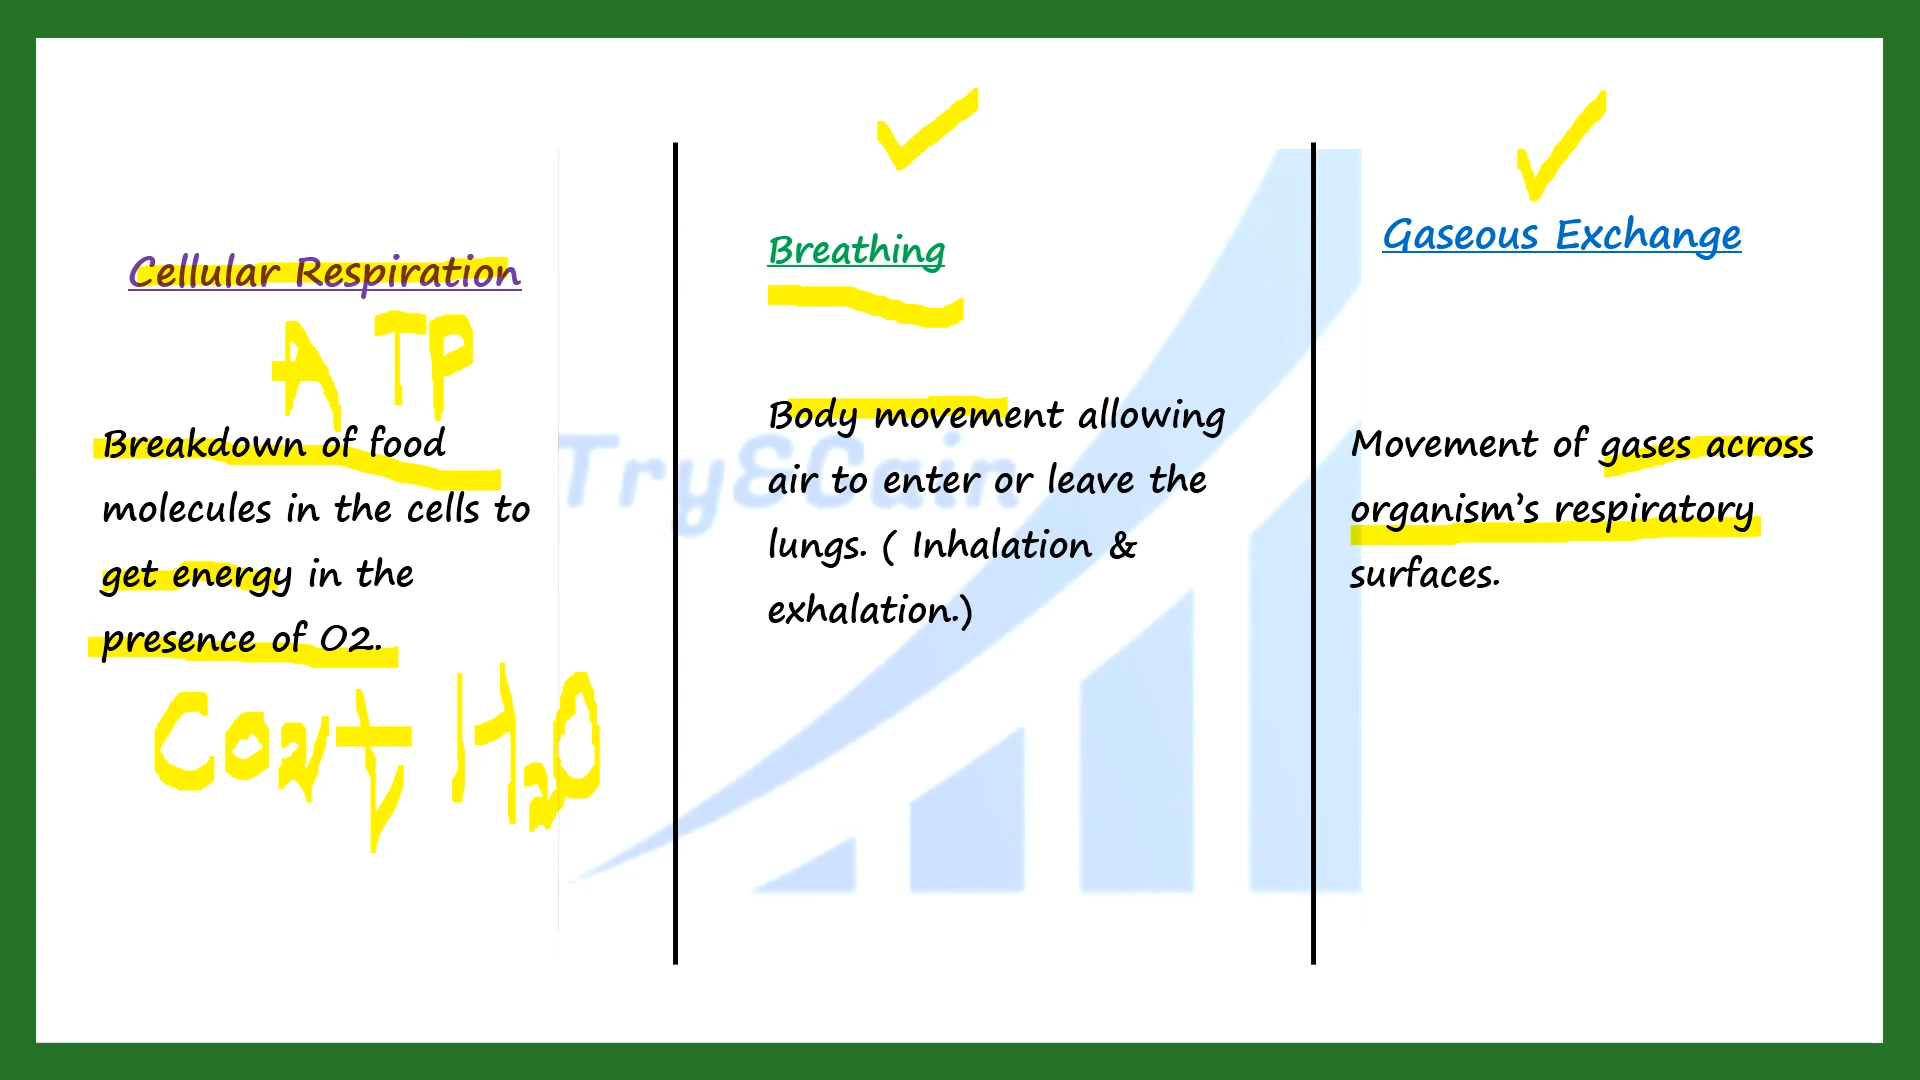 Cellular Respiration
ATP
Breakdown of food
molecules in the cells to
get energy in the
presence of O2.
Co2 + H2O
Breathing
Body movement allowing
air to enter or leave the
lungs. ( Inhalation &
exhalation.)
Try&Gain
Gaseous Exchange
Movement of gases across
organism’s respiratory
surfaces.